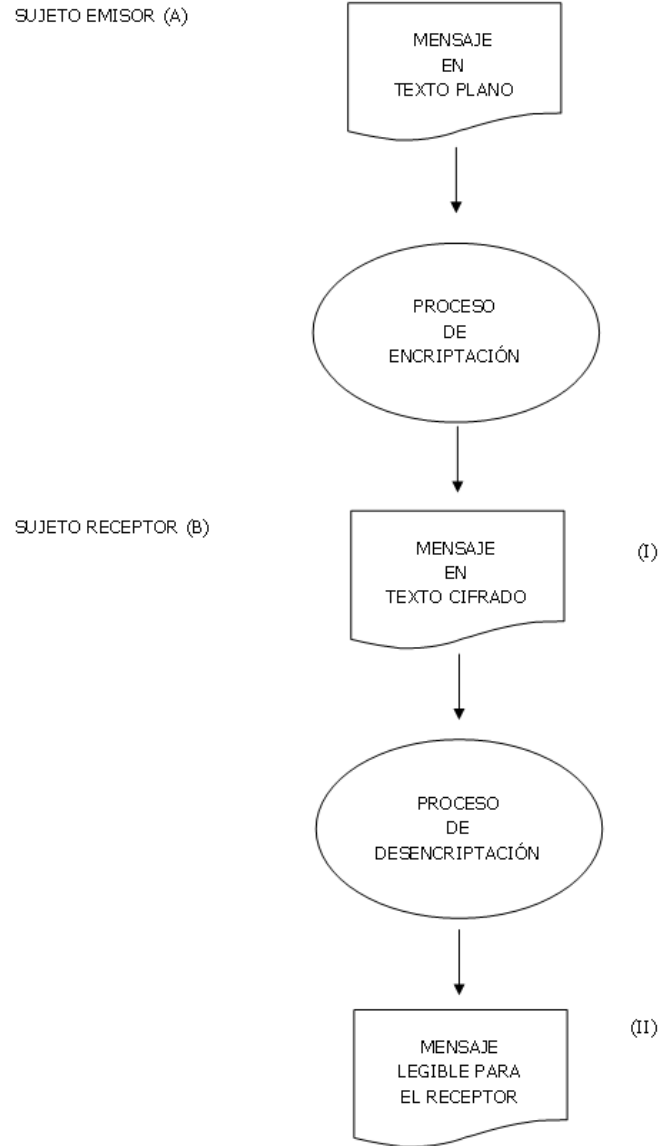 SUJETO EMISOR (A)
MENSAJE
EN
TEXTO PLANO
PROCESO
DE
ENCRIPTACIÓN
SUJETO RECEPTOR (B)
MENSAJE
EN
TEXTO CIFRADO
(I)
PROCESO
DE
DESENCRIPTACIÓN
MENSAJE
LEGIBLE PARA
EL RECEPTOR
(II)